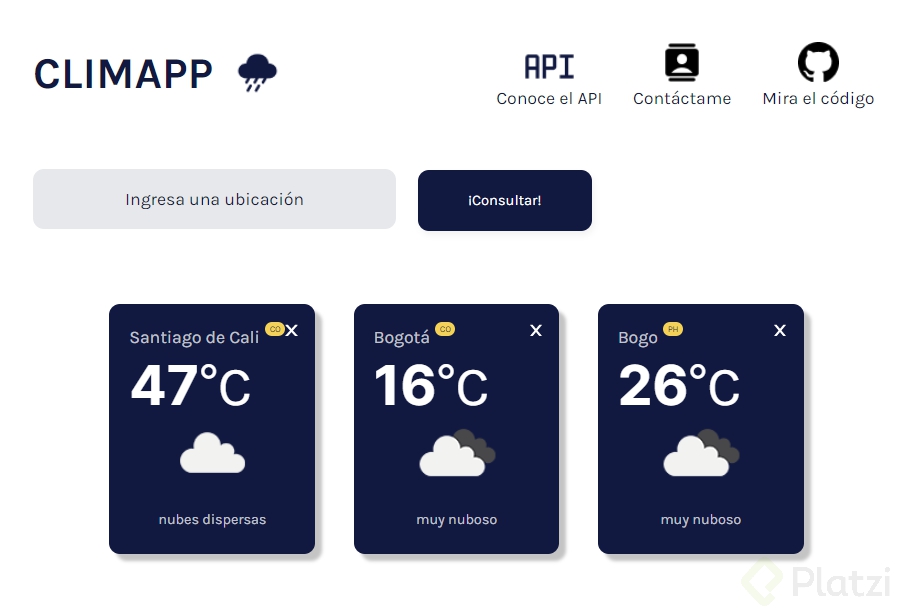 CLIMAPP
API
Conoce el API
Contáctame
Mira el código
Ingresa una ubicación
¡Consultar!
Santiago de Cali CO X
47°C
nubes dispersas
Bogotá CO X
16°C
muy nuboso
Bogo PH X
26°C
muy nuboso
Platzi